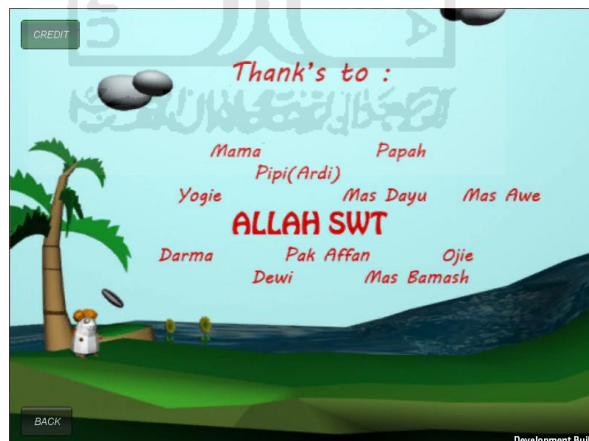 CREDIT
Thank's to :
Mama Papah
Pipi(Ardi)
Yogie Mas Dayu Mas Awe
ALLAH SWT
Darma Pak Affan Ojie
Dewi Mas Bamash
BACK
Development Buil